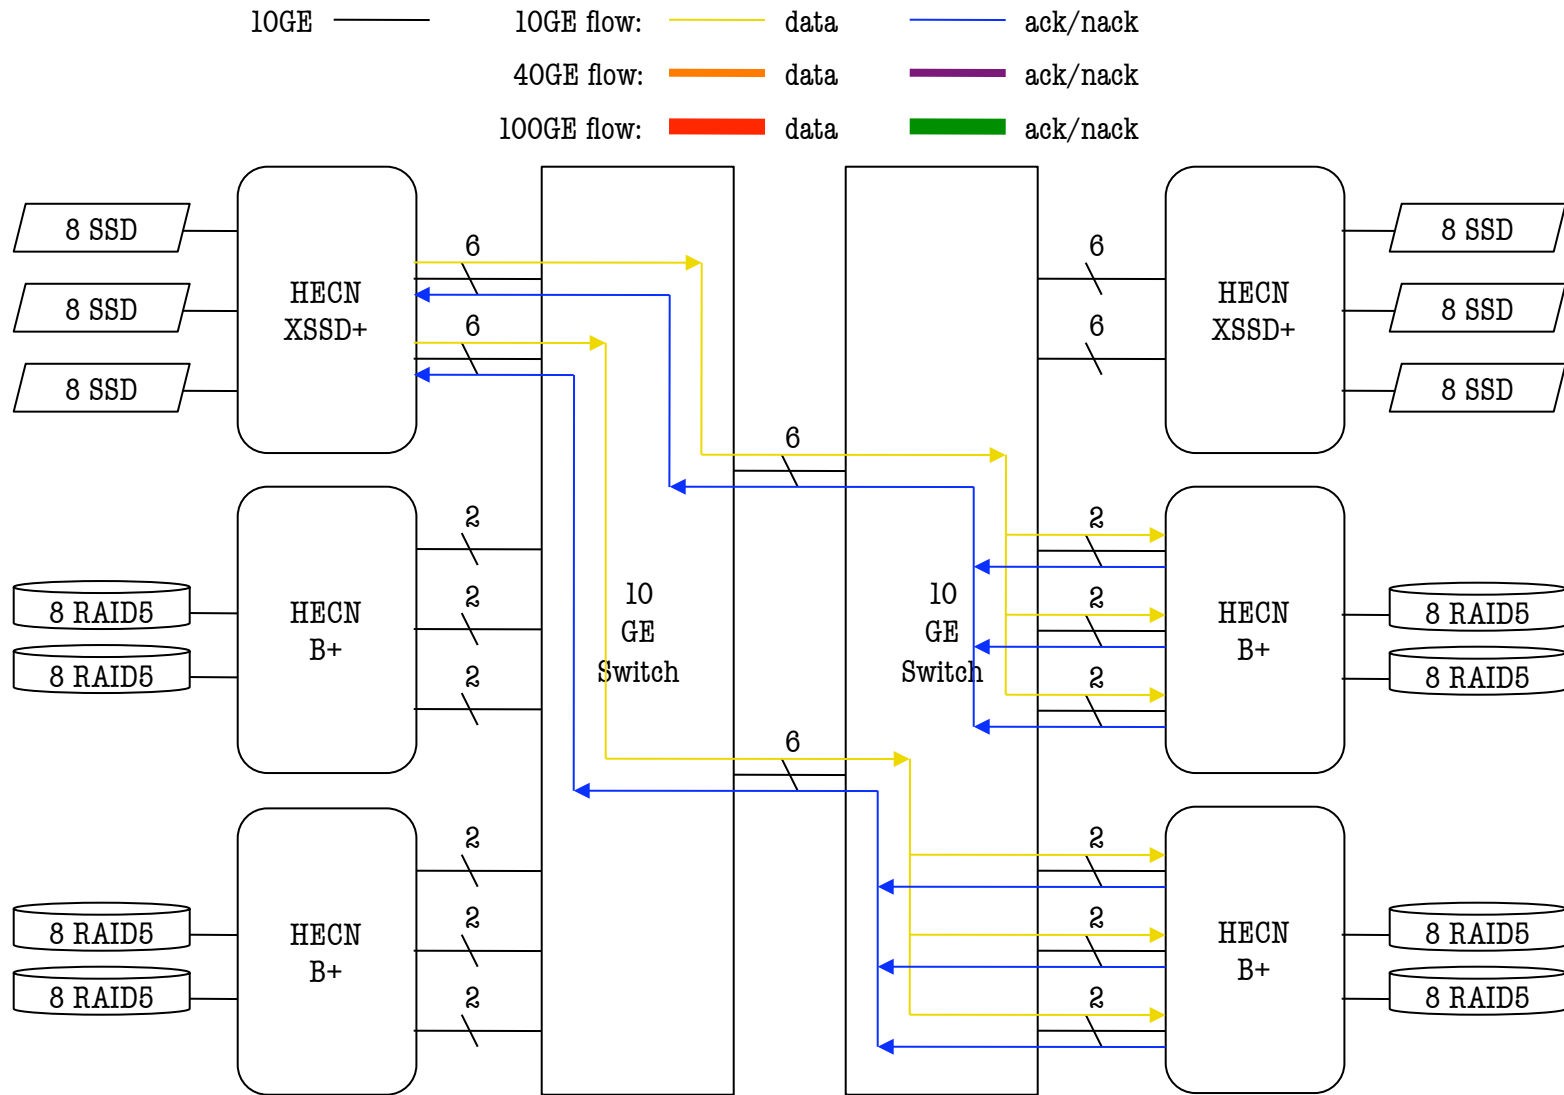 10GE
10GE flow: data ack/nack
40GE flow: data ack/nack
100GE flow: data ack/nack
8 SSD
8 SSD
8 SSD
HECN
XSSD+
6
6
8 RAID5
8 RAID5
HECN
B+
2
2
2
8 RAID5
8 RAID5
HECN
B+
2
2
2
10
GE
Switch
6
6
10
GE
Switch
6
6
HECN
XSSD+
8 SSD
8 SSD
8 SSD
2
2
2
HECN
B+
8 RAID5
8 RAID5
2
2
2
HECN
B+
8 RAID5
8 RAID5